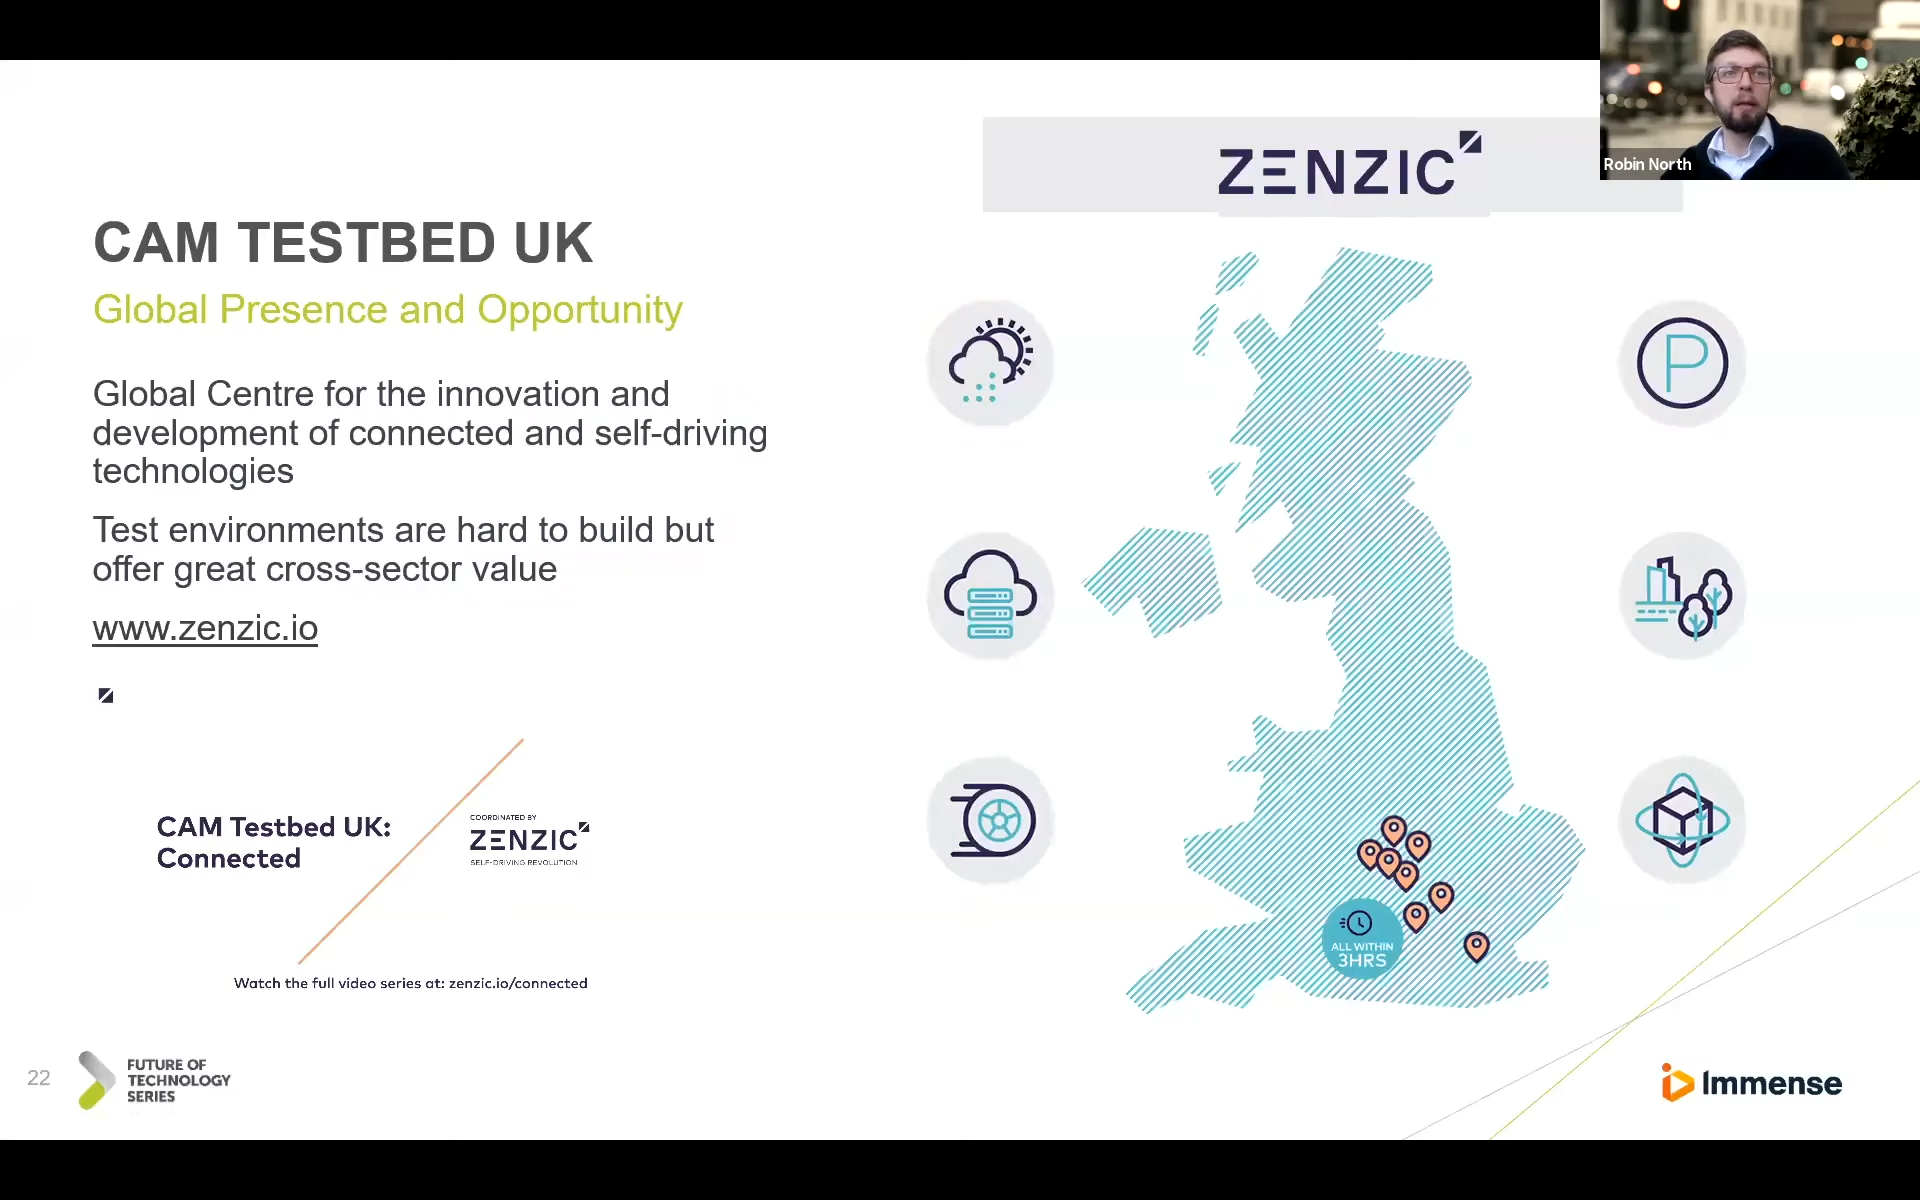 ZENZIC
Robin North
CAM TESTBED UK
Global Presence and Opportunity
Global Centre for the innovation and
development of connected and self-driving
technologies
Test environments are hard to build but
offer great cross-sector value
www.zenzic.io
CAM Testbed UK:
Connected
COORDINATED BY
ZENZIC
SELF-DRIVING REVOLUTION
Watch the full video series at: zenzic.io/connected
P
ALL WITHIN
3HRS
22
FUTURE OF
TECHNOLOGY
SERIES
Immense